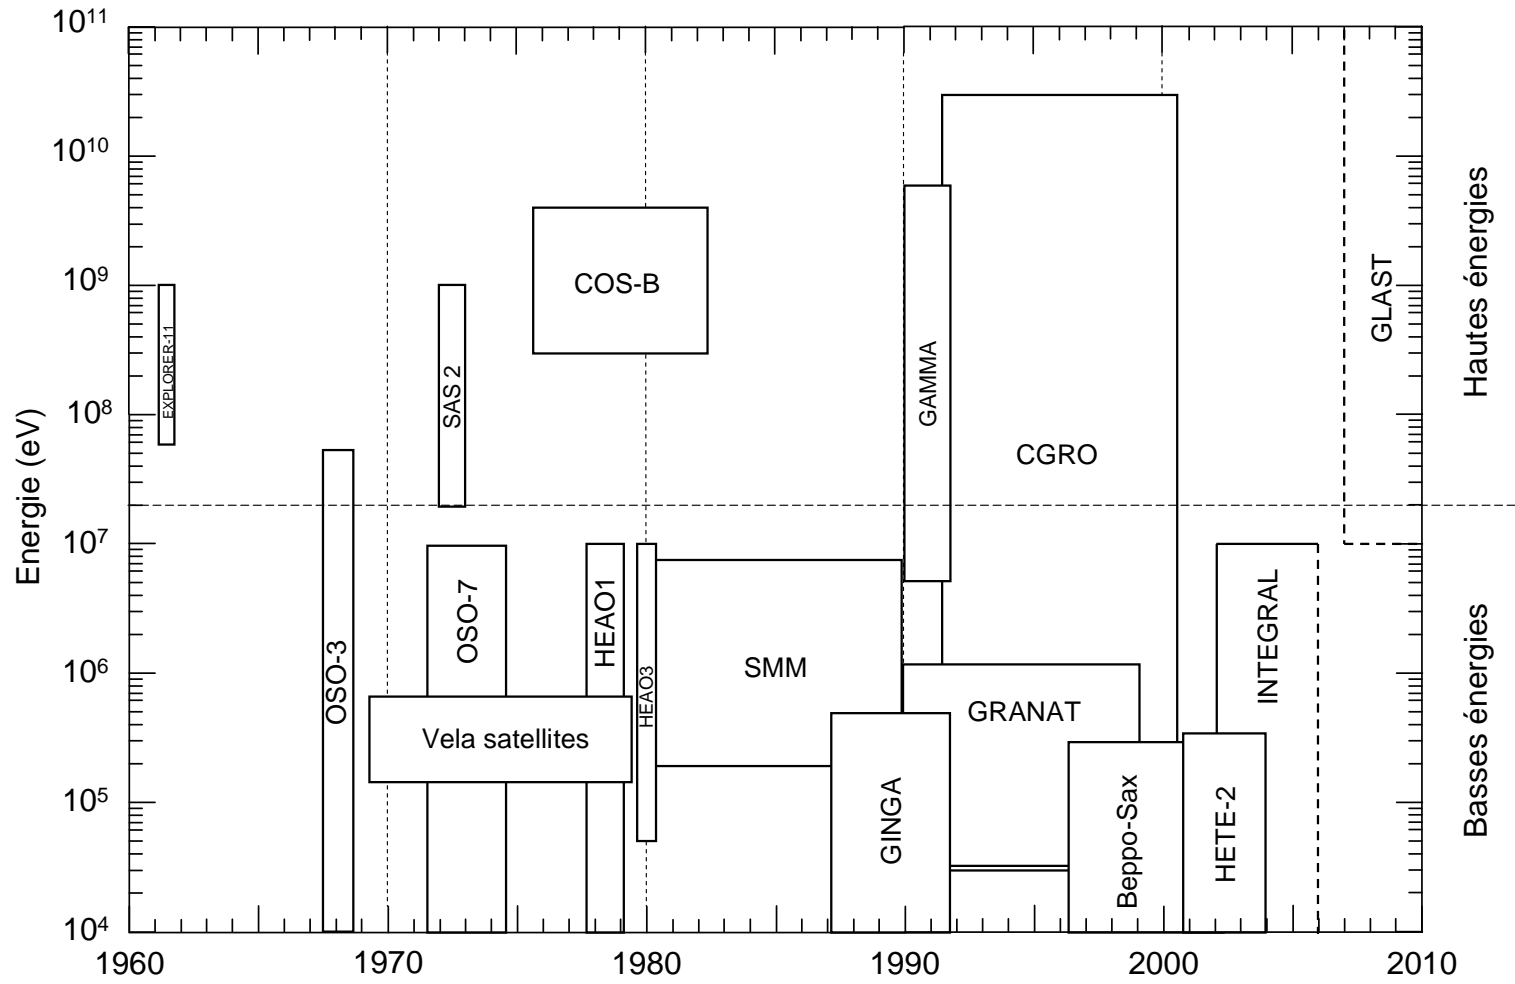 10^11
10^10
10^9
10^8
10^7
10^6
10^5
10^4
Energie (eV)
EXPLORER-11
OSO-3
SAS 2
OSO-7
Vela satellites
COS-B
HEAO1
HEAO3
SMM
GINGA
GAMMA
CGRO
GRANAT
Beppo-Sax
HETE-2
INTEGRAL
GLAST
Hautes énergies
Basses énergies
1960 1970 1980 1990 2000 2010